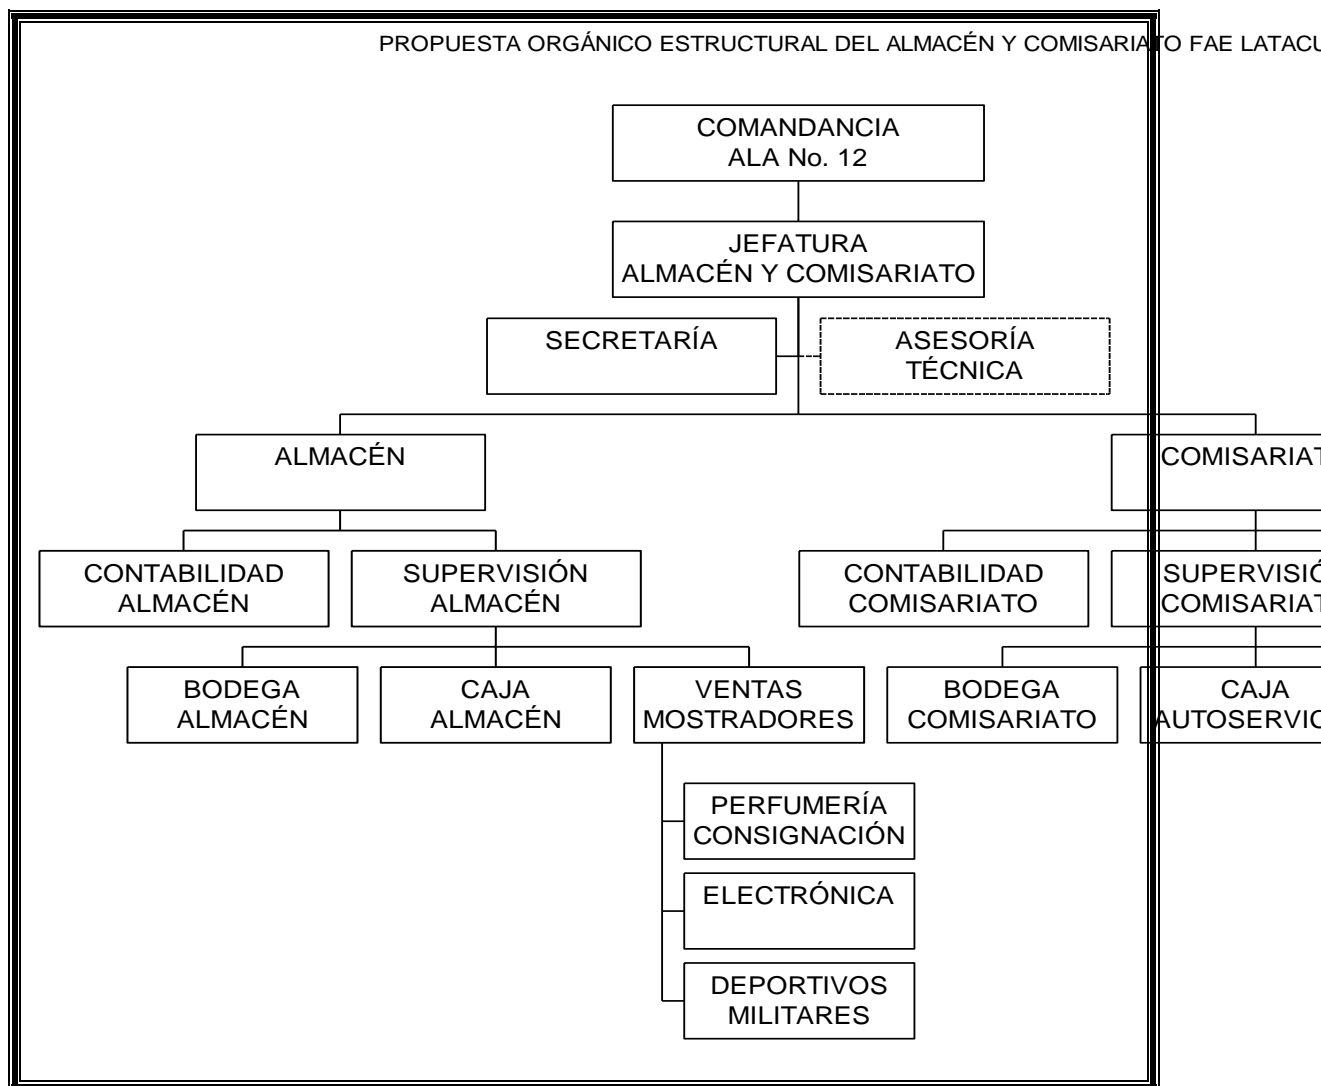 PROPUESTA ORGÁNICO ESTRUCTURAL DEL ALMACÉN Y COMISARIATO FAE
COMANDANCIA
ALA No. 12
JEFATURA
ALMACÉN Y COMISARIATO
SECRETARÍA
ASESORÍA
TÉCNICA
ALMACÉN
CONTABILIDAD
ALMACÉN
SUPERVISIÓN
ALMACÉN
CONTABILIDAD
COMISARIATO
BODEGA
ALMACÉN
CAJA
ALMACÉN
VENTAS
MOSTRADORES
BODEGA
COMISARIATO
CAJA
PERFUMERÍA
CONSIGNACIÓN
ELECTRÓNICA
DEPORTIVOS
MILITARES